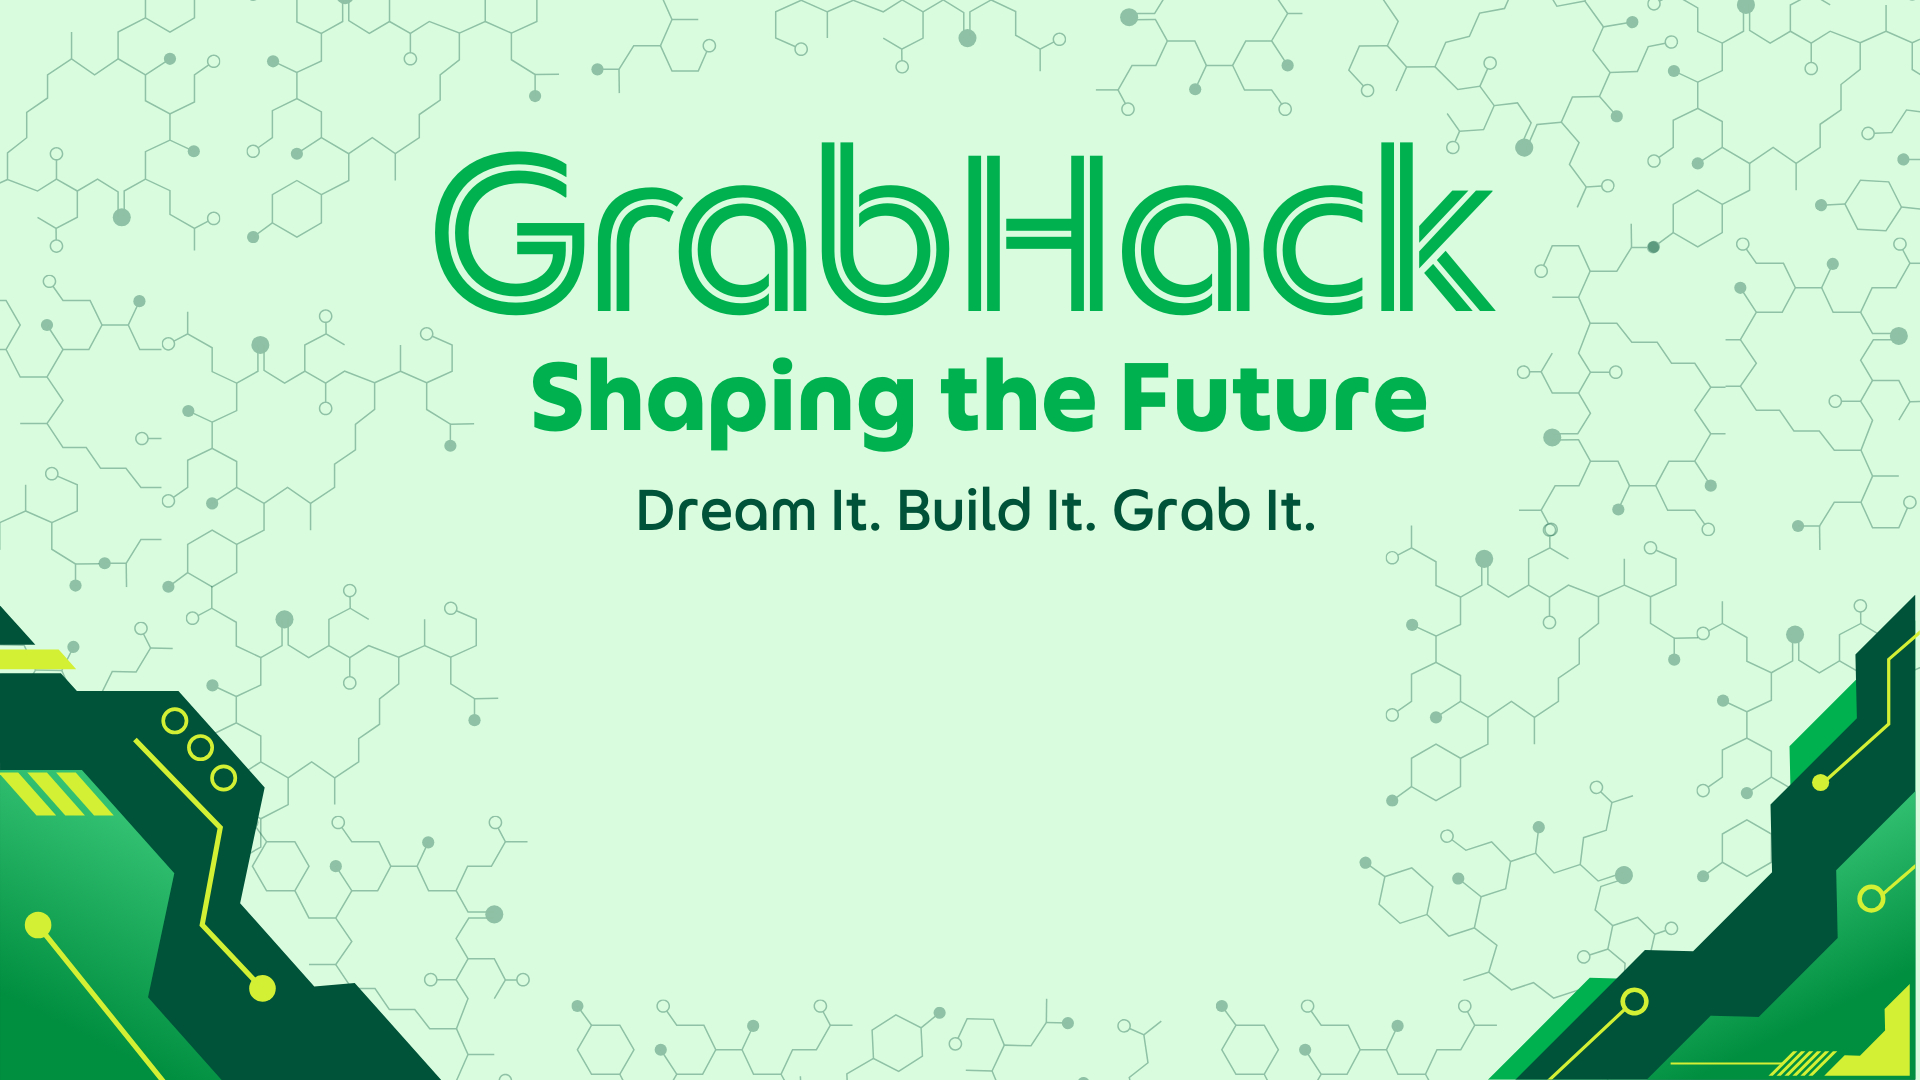 GrabHack
Shaping the Future
Dream It. Build It. Grab It.